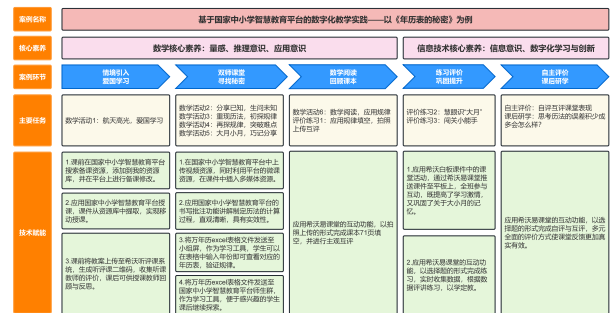 案例名称
基于国家中小学智慧教育平台的数字化教学实践——以《年历表的秘密》为例
核心素养
数学核心素养：量感、推理意识、应用意识
信息技术核心素养：信息意识、数字化学习与创新
案例环节
情境引入
爱国学习
双师课堂
寻找秘密
数学阅读
回顾课本
练习评价
巩固提升
自主评价
课后研学
主要任务
数学活动1：航天亮光，爱国学习
数学活动2：分享已知，生问未知
数学活动3：重现历法，初探规律
数学活动4：再探规律，突破难点
数学活动5：大月小月，巧记分享
数学活动6：数学阅读，应用规律
评价练习1：应用规律填空，拍照
上传互评
评价练习2：慧眼识“大月”
评价练习3：闯关小能手
自主评价：自评互评课堂表现
课后研学：思考历法的误差积少成
多会怎么样？
技术赋能
1.课前在国家中小学智慧教育平台
搜索备课资源，添加到我的资源
库，并在平台上进行备课修改。
2.应用国家中小学智慧教育平台授
课，课件从资源库中撷取，实现移
动授课。
3.课前将教案上传至希沃听评课系
统，生成听评课二维码，收集听课
教师的评价，课后可供授课教师回
顾与反思。
1.在国家中小学智慧教育平台中上
传视频资源，同时利用平台的微课
资源，在课件中插入多媒体资源。
2.应用国家中小学智慧教育平台的
书写批注功能讲解制定历法的计算
过程，直观清晰，具有实效性。
3.将万年历excel表格文件发送至
小组屏，作为学习工具，学生可以
在表格中输入年份即可查看对应的
年历表，验证规律。
4.将万年历excel表格文件发送至
国家中小学智慧教育平台师生群，
作为学习工具，便于感兴趣的学生
课后继续探索。
应用希沃易课堂的互动功能，以拍
照上传的形式完成课本71页填
空，并进行主观互评
1.应用希沃白板课件中的课
堂活动，通过希沃易课堂推
送课件至平板上，全班参与
互动，既提高了学习激情，
又巩固了关于大小月的记
忆。
2.应用希沃易课堂的互动功
能，以选择题的形式完成练
习，实时收集数据，根据数
据评讲练习，以学定教。
应用希沃易课堂的互动功能，以选
择题的形式完成自评与互评，多元
全面的评价方式使课堂反馈更加真
实有效。